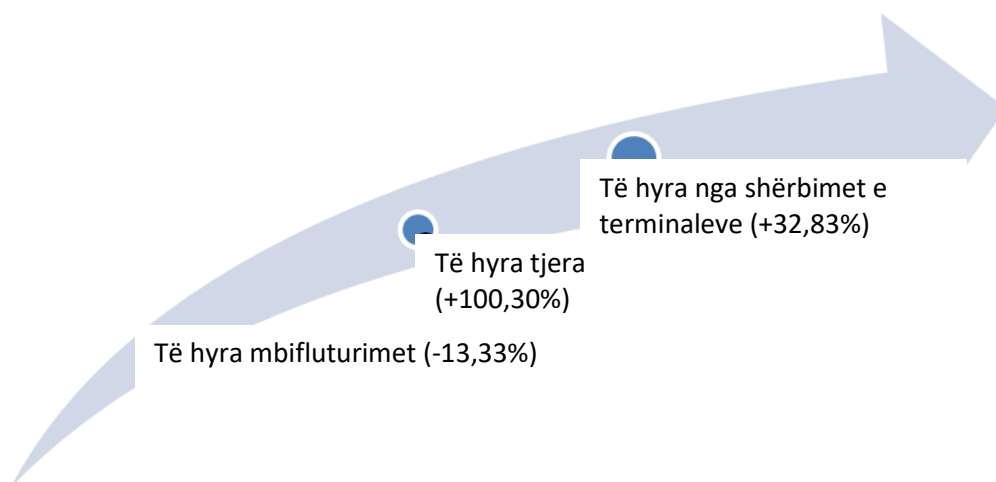 Të hyra nga shërbimet e
terminaleve (+32,83%)
Të hyra tjera
(+100,30%)
Të hyra mbifluturimet (-13,33%)